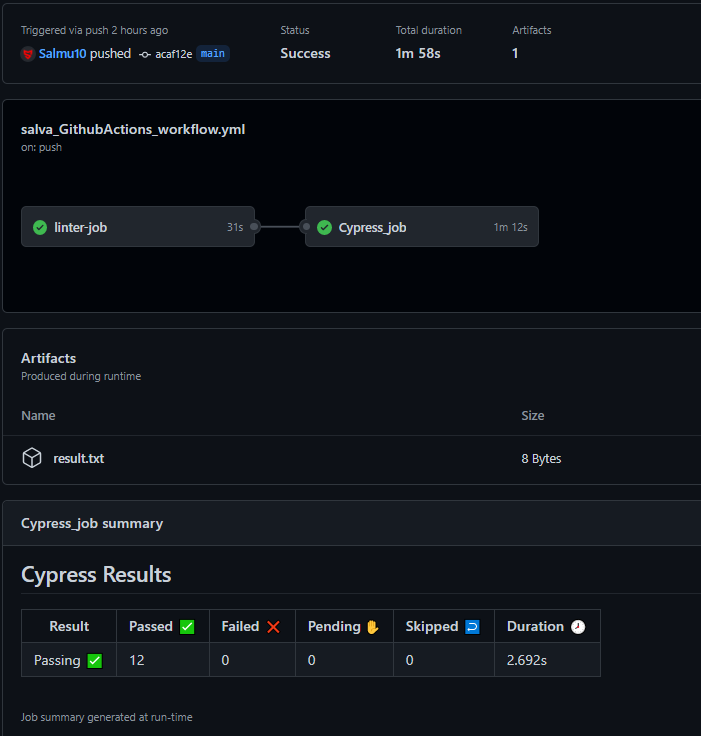 Triggered via push 2 hours ago Status Total duration Artifacts
Salmu10 pushed acaf12e main Success 1m 58s 1
salva_GithubActions_workflow.yml
on: push
linter-job 31s Cypress_job 1m 12s
Artifacts
Produced during runtime
Name Size
result.txt 8 Bytes
Cypress_job summary
Cypress Results
Result Passed ✅ Failed ❌ Pending ✋ Skipped ↩️ Duration 🕗
Passing ✅ 12 0 0 0 2.692s
Job summary generated at run-time